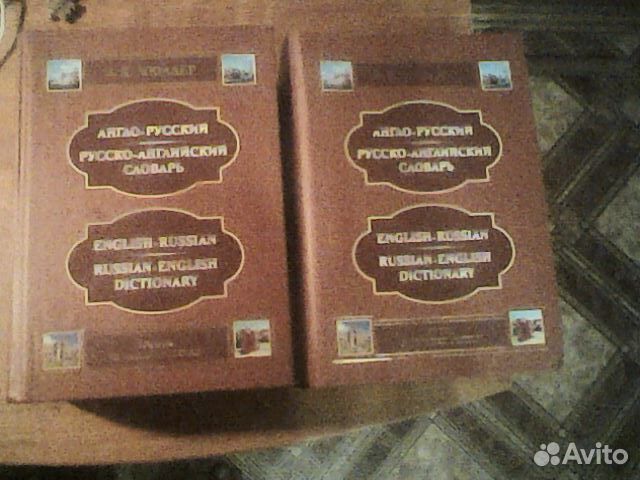 МЮЛЛЕР
АНГЛО-РУССКИЙ
РУССКО-АНГЛИЙСКИЙ
СЛОВАРЬ
ENGLISH-RUSSIAN
RUSSIAN-ENGLISH
DICTIONARY
АНГЛО-РУССКИЙ
РУССКО-АНГЛИЙСКИЙ
СЛОВАРЬ
ENGLISH-RUSSIAN
RUSSIAN-ENGLISH
DICTIONARY
Avito